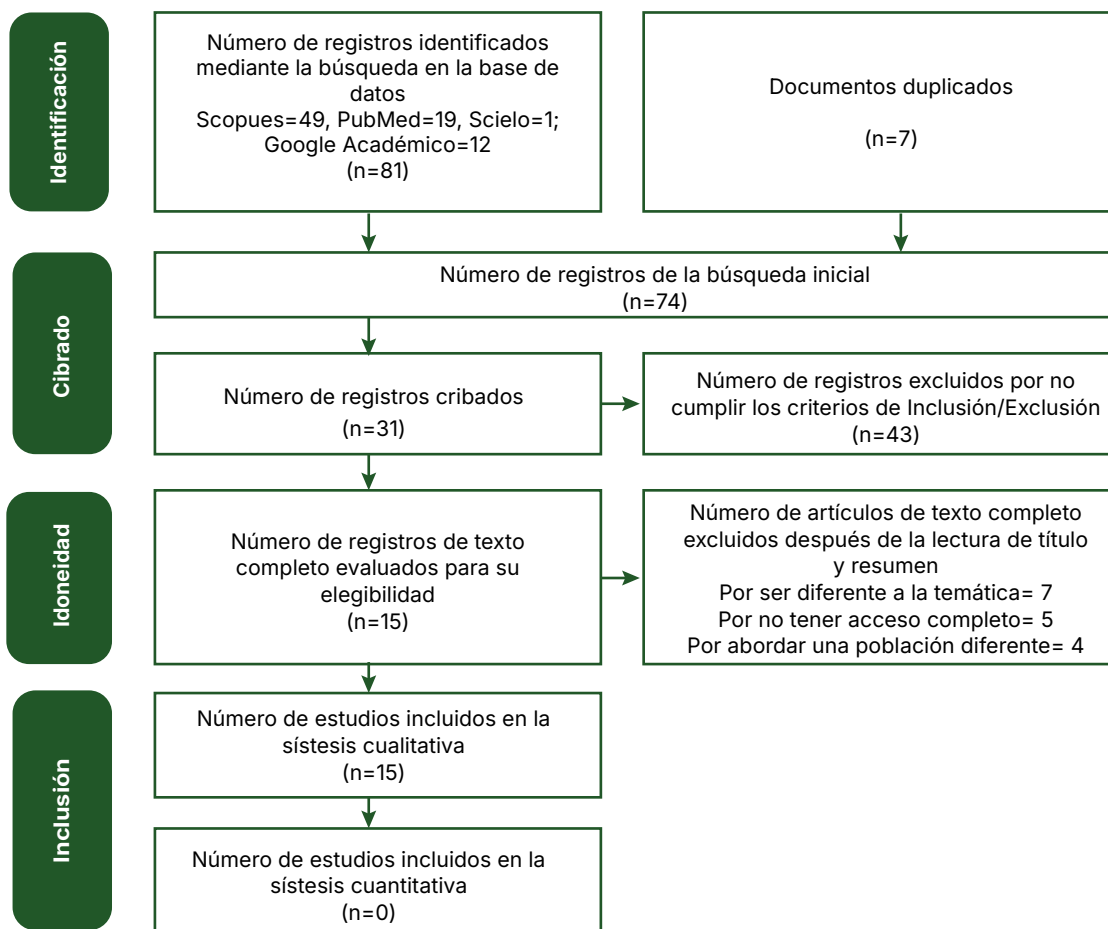 Identificación
Número de registros identificados
mediante la búsqueda en la base de
datos
Scopues=49, PubMed=19, Scielo=1;
Google Académico=12
(n=81)
Documentos duplicados
(n=7)
Cibrado
Número de registros de la búsqueda inicial
(n=74)
Número de registros cribados
(n=31)
Número de registros excluidos por no
cumplir los criterios de Inclusión/Exclusión
(n=43)
Idoneidad
Número de registros de texto
completo evaluados para su
elegibilidad
(n=15)
Número de artículos de texto completo
excluidos después de la lectura de título
y resumen
Por ser diferente a la temática= 7
Por no tener acceso completo= 5
Por abordar una población diferente= 4
Inclusión
Número de estudios incluidos en la
sístesis cualitativa
(n=15)
Número de estudios incluidos en la
sístesis cuantitativa
(n=0)